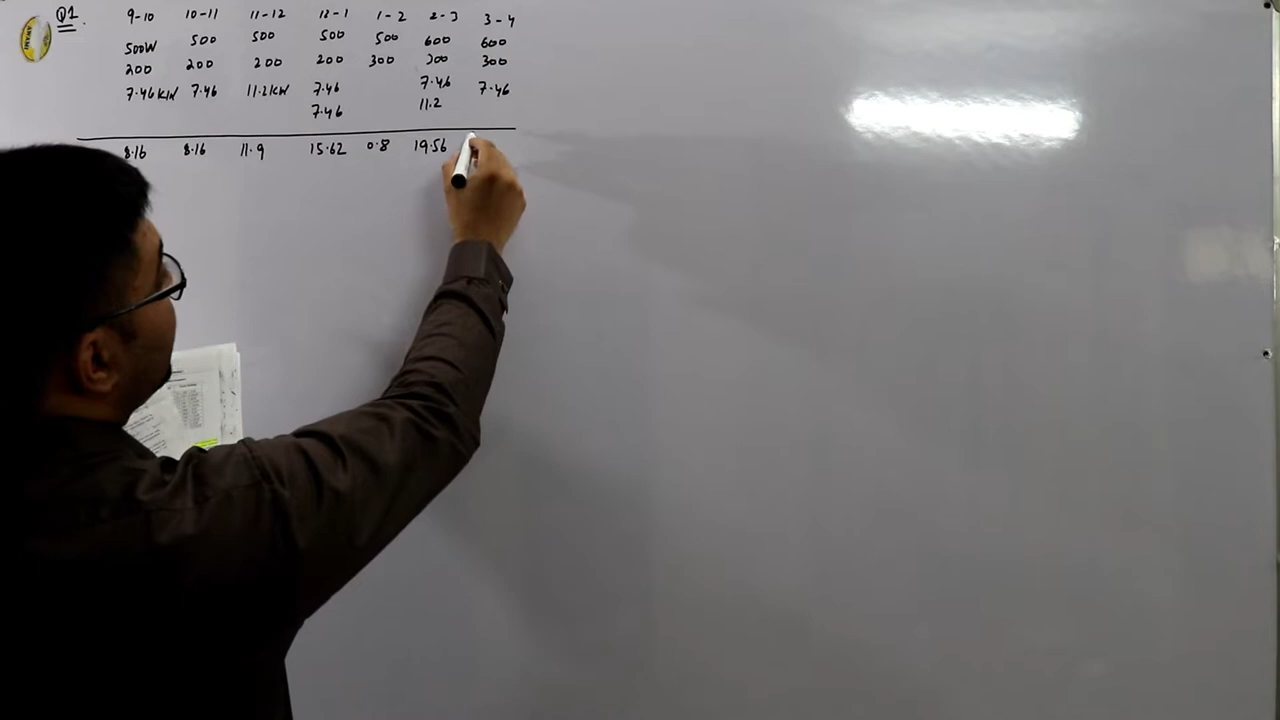 Q1 9-10 10-11 11-12 12-1 1-2 2-3 3-4
500W 500 500 500 500 600 600
200 200 200 200 300 300 300
7.46KW 7.46 11.2KW 7.46 7.46 7.46
7.46 11.2
8.16 8.16 11.9 15.62 0.8 19.56